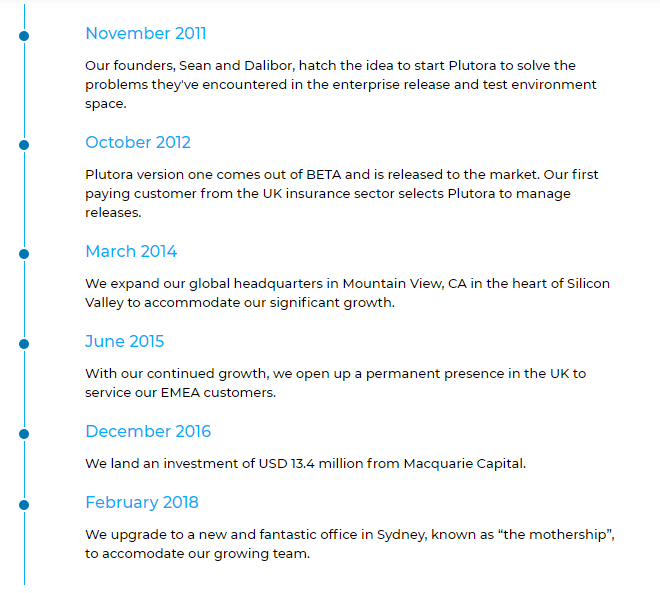 November 2011
Our founders, Sean and Dalibor, hatch the idea to start Plutora to solve the
problems they've encountered in the enterprise release and test environment
space.
October 2012
Plutora version one comes out of BETA and is released to the market. Our first
paying customer from the UK insurance sector selects Plutora to manage
releases.
March 2014
We expand our global headquarters in Mountain View, CA in the heart of Silicon
Valley to accommodate our significant growth.
June 2015
With our continued growth, we open up a permanent presence in the UK to
service our EMEA customers.
December 2016
We land an investment of USD 13.4 million from Macquarie Capital.
February 2018
We upgrade to a new and fantastic office in Sydney, known as “the mothership”,
to accomodate our growing team.